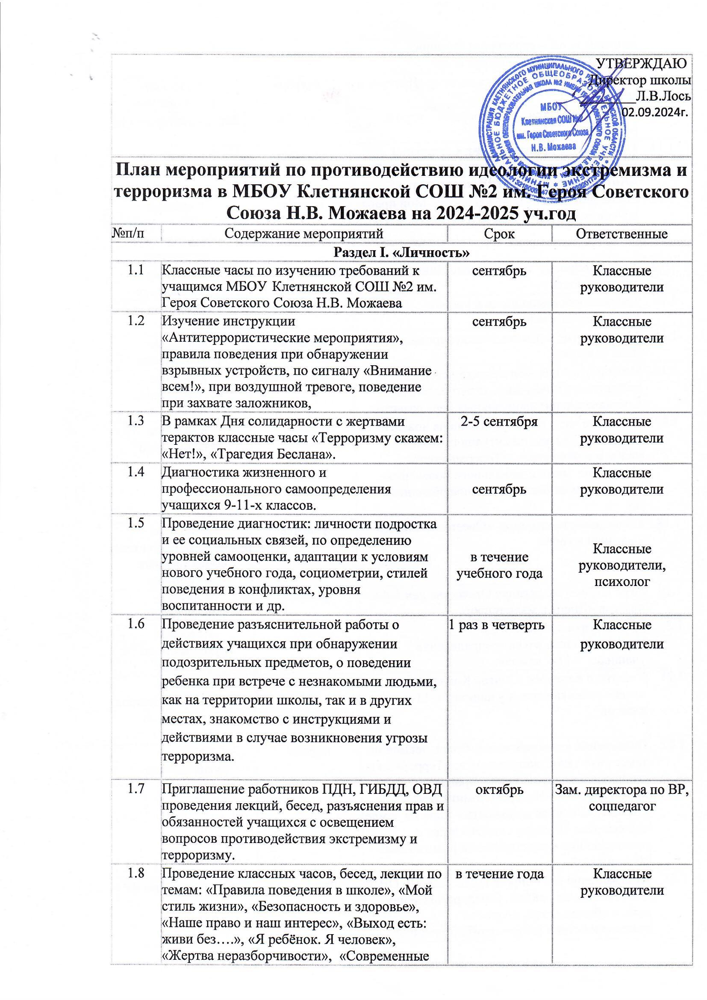 УТВЕРЖДАЮ
Директор школы
________Л.В.Лось
02.09.2024г.
МБОУ
Клетнянская СОШ №2
им. Героя Советского Союза
Н.В. Можаева
План мероприятий по противодействию идеологии экстремизма и
терроризма в МБОУ Клетнянской СОШ №2 им. Героя Советского
Союза Н.В. Можаева на 2024-2025 уч.год
№п/п Содержание мероприятий Срок Ответственные
Раздел I. «Личность»
1.1 Классные часы по изучению требований к сентябрь Классные
учащимся МБОУ Клетнянской СОШ №2 им. руководители
Героя Советского Союза Н.В. Можаева
1.2 Изучение инструкции сентябрь Классные
«Антитеррористические мероприятия», руководители
правила поведения при обнаружении
взрывных устройств, по сигналу «Внимание
всем!», при воздушной тревоге, поведение
при захвате заложников,
1.3 В рамках Дня солидарности с жертвами 2-5 сентября Классные
терактов классные часы «Терроризму скажем: руководители
«Нет!», «Трагедия Беслана».
1.4 Диагностика жизненного и Классные
профессионального самоопределения сентябрь руководители
учащихся 9-11-х классов.
1.5 Проведение диагностик: личности подростка
и ее социальных связей, по определению
уровней самооценки, адаптации к условиям в течение Классные
нового учебного года, социометрии, стилей учебного года руководители,
поведения в конфликтах, уровня психолог
воспитанности и др.
1.6 Проведение разъяснительной работы о 1 раз в четверть Классные
действиях учащихся при обнаружении руководители
подозрительных предметов, о поведении
ребенка при встрече с незнакомыми людьми,
как на территории школы, так и в других
местах, знакомство с инструкциями и
действиями в случае возникновения угрозы
терроризма.
1.7 Приглашение работников ПДН, ГИБДД, ОВД октябрь Зам. директора по ВР,
проведения лекций, бесед, разъяснения прав и соцпедагог
обязанностей учащихся с освещением
вопросов противодействия экстремизму и
терроризму.
1.8 Проведение классных часов, бесед, лекции по в течение года Классные
темам: «Правила поведения в школе», «Мой руководители
стиль жизни», «Безопасность и здоровье»,
«Наше право и наш интерес», «Выход есть:
живи без….», «Я ребёнок. Я человек»,
«Жертва неразборчивости», «Современные